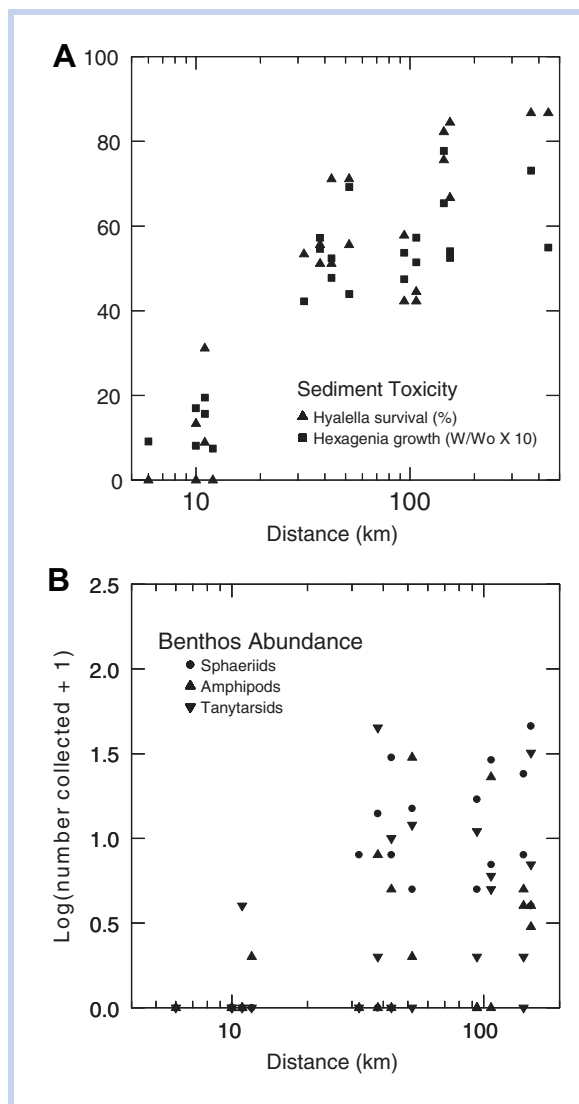 A
100
80
60
40
20
0
Sediment Toxicity
Hyalella survival (%)
Hexagenia growth (W/Wo X 10)
10
100
Distance (km)
B
2.5
2.0
1.5
1.0
0.5
0.0
Log(number collected + 1)
Benthos Abundance
Sphaeriids
Amphipods
Tanytarsids
10
100
Distance (km)